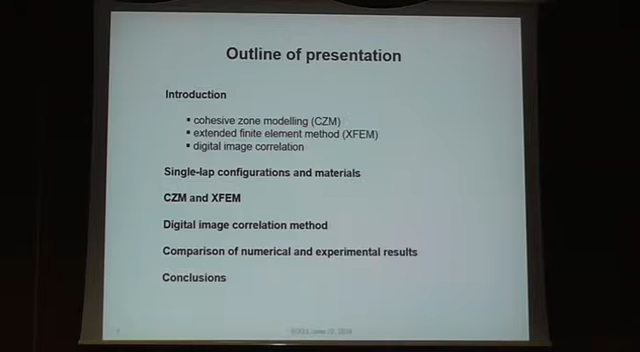 Outline of presentation
Introduction
▪ cohesive zone modelling (CZM)
▪ extended finite element method (XFEM)
▪ digital image correlation
Single-lap configurations and materials
CZM and XFEM
Digital image correlation method
Comparison of numerical and experimental results
Conclusions